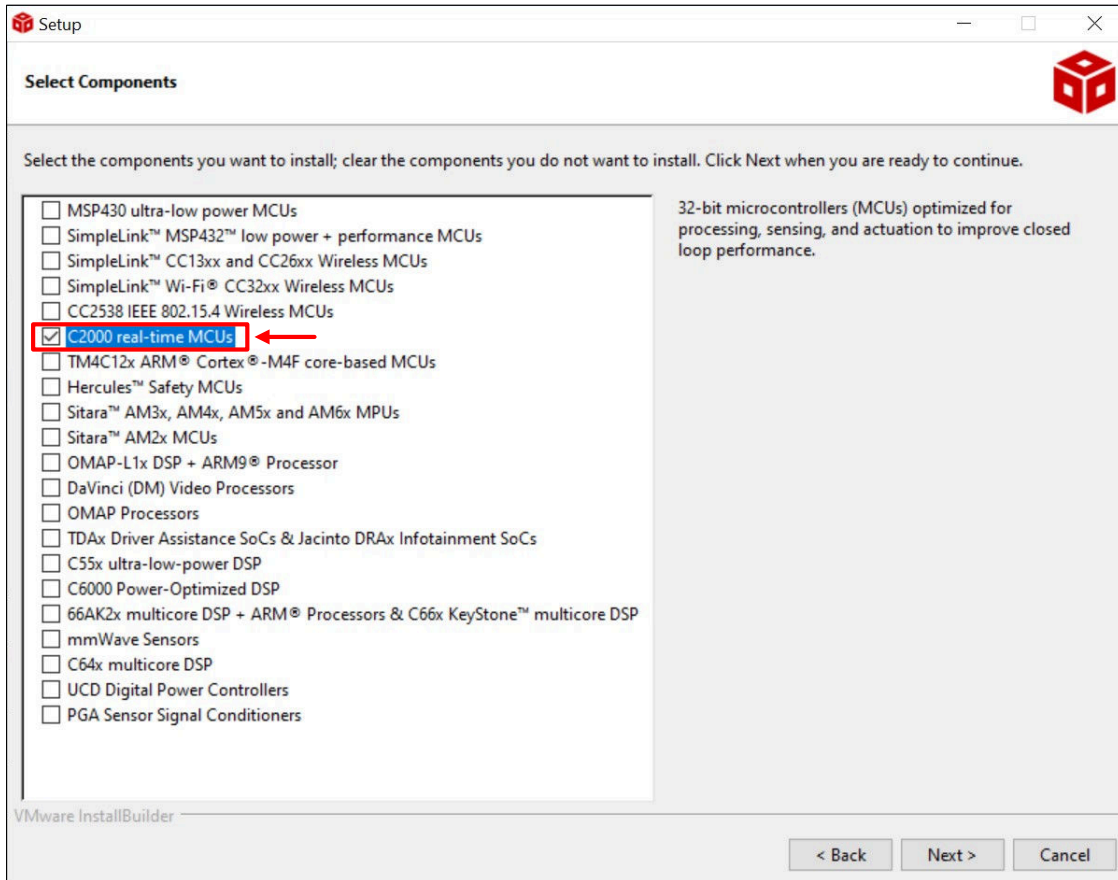 Setup
Select Components
Select the components you want to install; clear the components you do not want to install. Click Next when you are ready to continue.
MSP430 ultra-low power MCUs
SimpleLink™ MSP432™ low power + performance MCUs
SimpleLink™ CC13xx and CC26xx Wireless MCUs
SimpleLink™ Wi-Fi® CC32xx Wireless MCUs
CC2538 IEEE 802.15.4 Wireless MCUs
C2000 real-time MCUs
TM4C12x ARM® Cortex®-M4F core-based MCUs
Hercules™ Safety MCUs
Sitara™ AM3x, AM4x, AM5x and AM6x MPUs
Sitara™ AM2x MCUs
OMAP-L1x DSP + ARM9® Processor
DaVinci (DM) Video Processors
OMAP Processors
TDAx Driver Assistance SoCs & Jacinto DRAx Infotainment SoCs
C55x ultra-low-power DSP
C6000 Power-Optimized DSP
66AK2x multicore DSP + ARM® Processors & C66x KeyStone™ multicore DSP
mmWave Sensors
C64x multicore DSP
UCD Digital Power Controllers
PGA Sensor Signal Conditioners
32-bit microcontrollers (MCUs) optimized for
processing, sensing, and actuation to improve closed
loop performance.
VMware InstallBuilder
< Back
Next >
Cancel